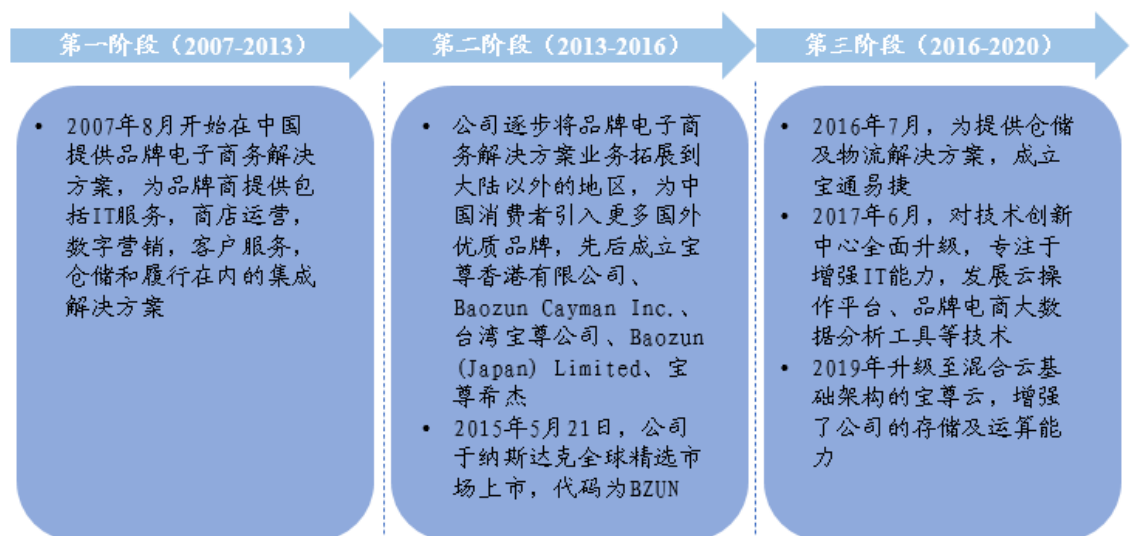 第一阶段（2007-2013）
• 2007年8月开始在中国
提供品牌电子商务解决
方案，为品牌商提供包
括IT服务，商店运营，
数字营销，客户服务，
仓储和履行在内的集成
解决方案
第二阶段（2013-2016）
• 公司逐步将品牌电子商
务解决方案业务拓展到
大陆以外的地区，为中
国消费者引入更多国外
优质品牌，先后成立宝
尊香港有限公司、
Baozun Cayman Inc.、
台湾宝尊公司、Baozun
(Japan) Limited、宝
尊希杰
• 2015年5月21日，公司
于纳斯达克全球精选市
场上市，代码为BZUN
第三阶段（2016-2020）
• 2016年7月，为提供仓储
及物流解决方案，成立
宝通易捷
• 2017年6月，对技术创新
中心全面升级，专注于
增强IT能力，发展云操
作平台、品牌电商大数
据分析工具等技术
• 2019年升级至混合云基
础架构的宝尊云，增强
了公司的存储及运算能
力